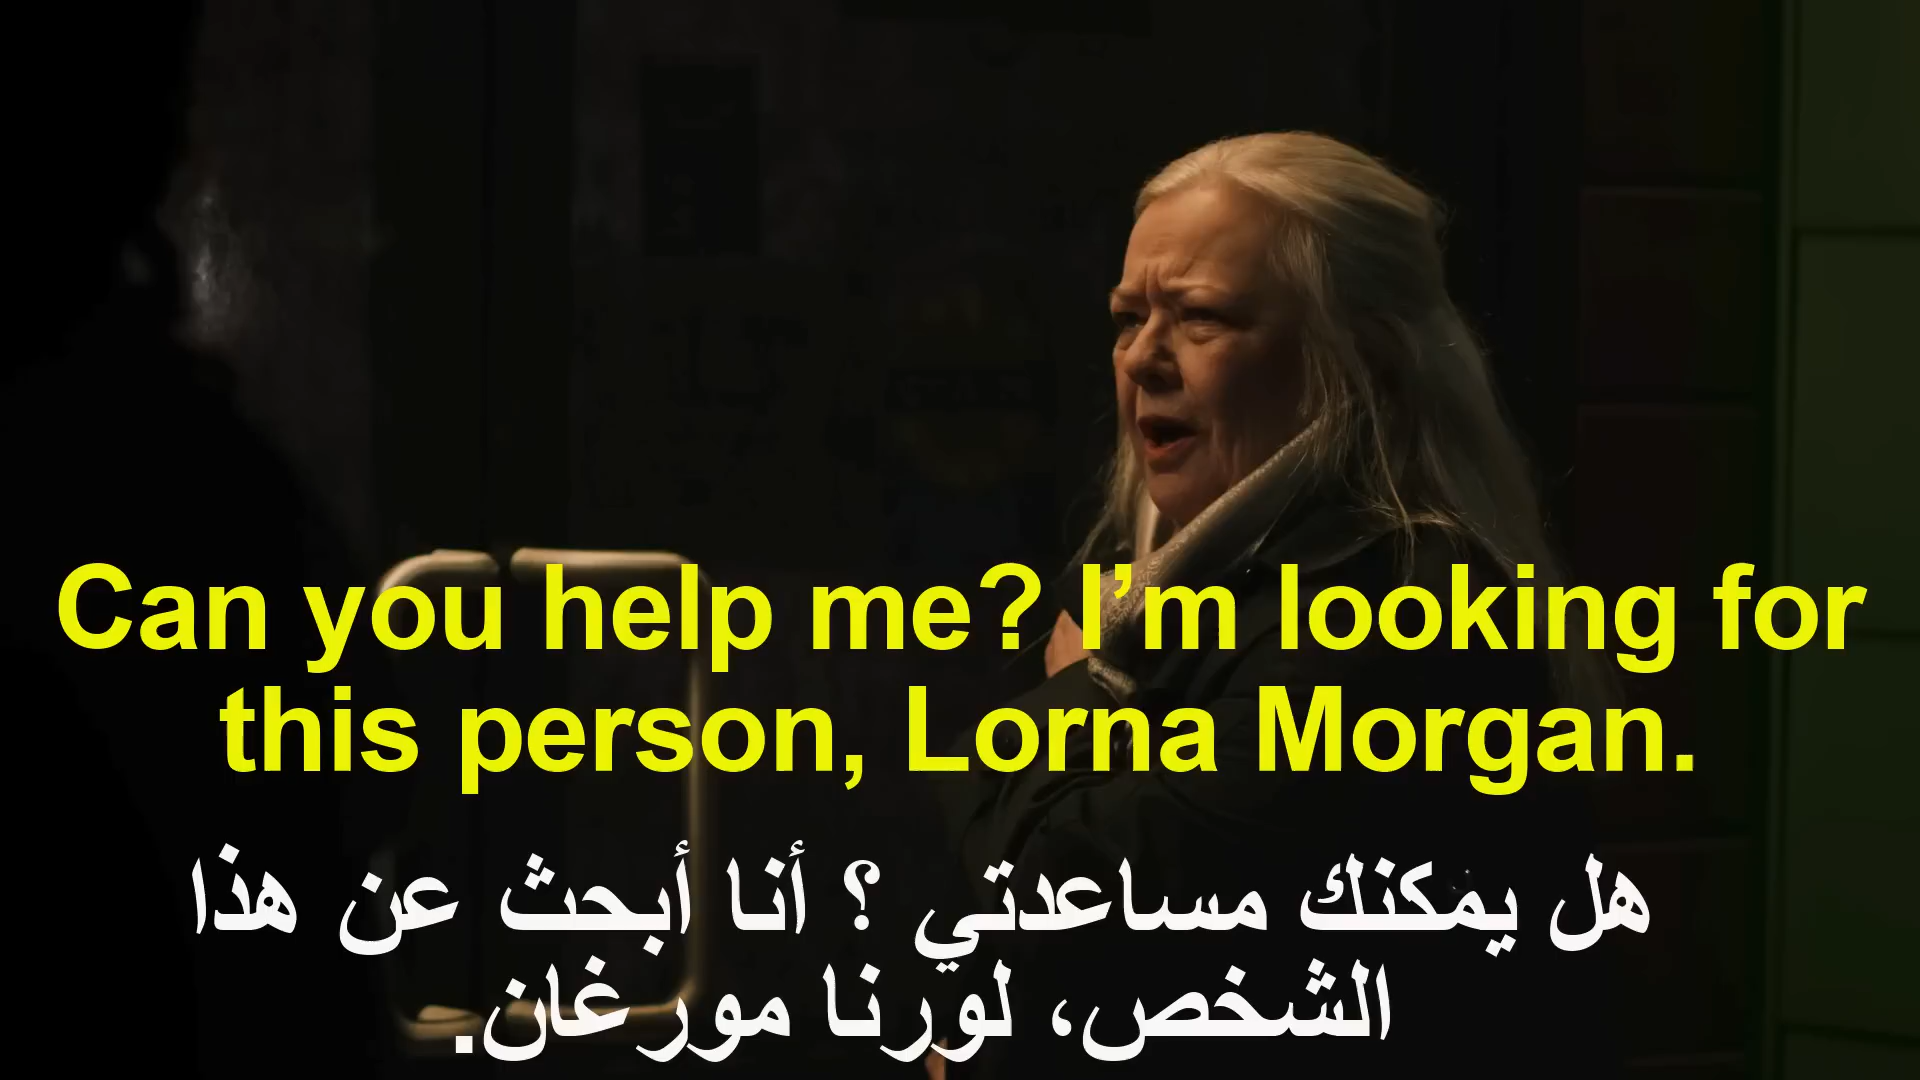 Can you help me? I’m looking for
this person, Lorna Morgan.
هل يمكنك مساعدتي ؟ أنا أبحث عن هذا
الشخص، لورنا مورغان.